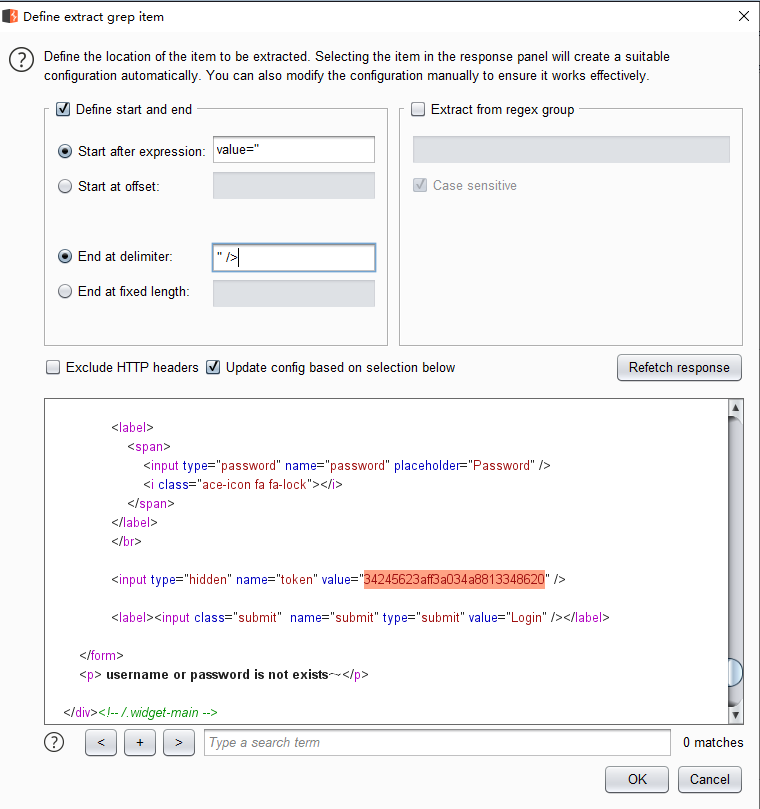 Define extract grep item
Define the location of the item to be extracted. Selecting the item in the response panel will create a suitable
configuration automatically. You can also modify the configuration manually to ensure it works effectively.
Define start and end
Start after expression: value="
Start at offset:
End at delimiter: " />
End at fixed length:
Extract from regex group
Case sensitive
Exclude HTTP headers Update config based on selection below Refetch response
<label>
<span>
<input type="password" name="password" placeholder="Password" />
<i class="ace-icon fa fa-lock"></i>
</span>
</label>
</br>
<input type="hidden" name="token" value="34245623aff3a034a8813348620" />
<label><input class="submit"  name="submit" type="submit" value="Login" /></label>
</form>
<p> username or password is not exists~</p>
</div><!-- /.widget-main -->
? < + > Type a search term 0 matches
OK Cancel